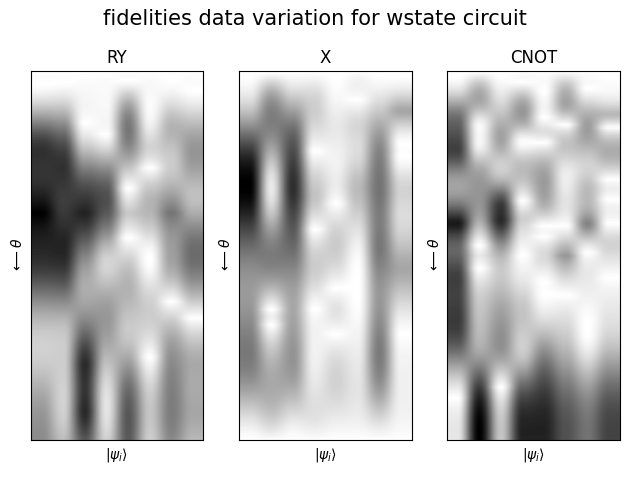 fidelities data variation for wstate circuit
RY X CNOT
⟵ θ ⟵ θ ⟵ θ
|ψᵢ⟩ |ψᵢ⟩ |ψᵢ⟩